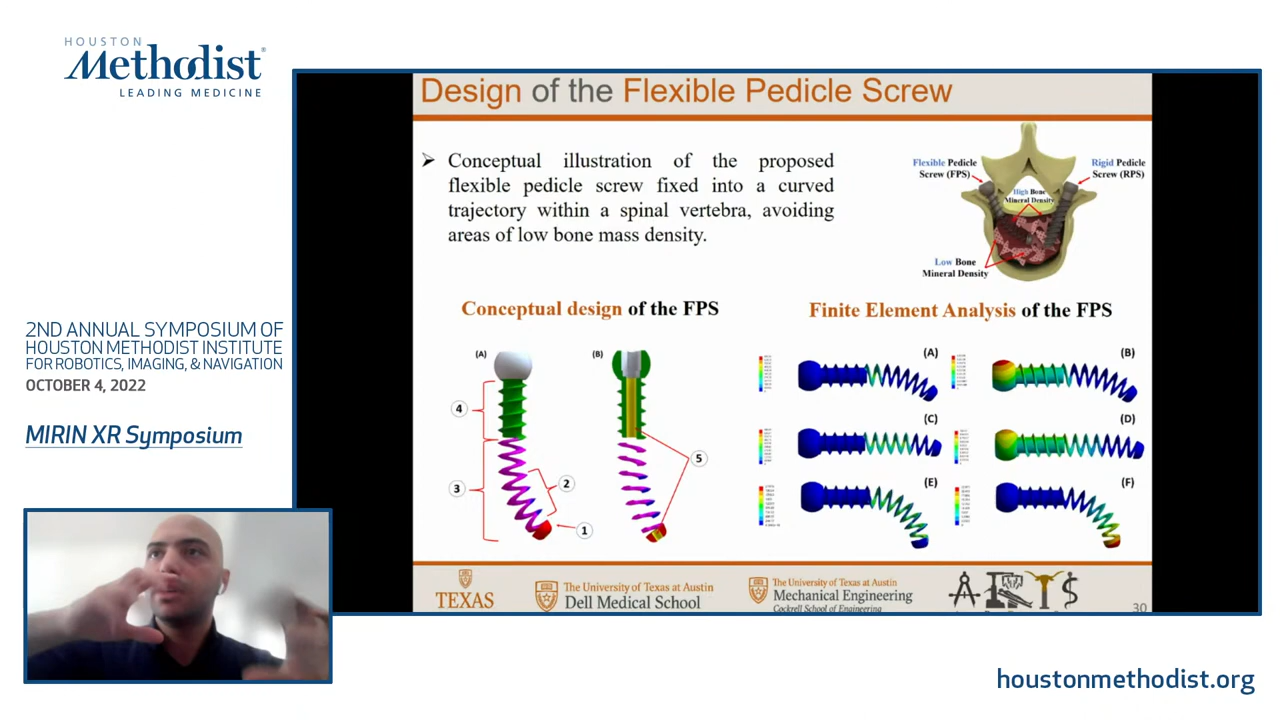 HOUSTON
Methodist®
LEADING MEDICINE
2ND ANNUAL SYMPOSIUM OF
HOUSTON METHODIST INSTITUTE
FOR ROBOTICS, IMAGING, & NAVIGATION
OCTOBER 4, 2022
MIRIN XR Symposium
Design of the Flexible Pedicle Screw
➢ Conceptual illustration of the proposed
flexible pedicle screw fixed into a curved
trajectory within a spinal vertebra, avoiding
areas of low bone mass density.
Flexible Pedicle
Screw (FPS)
Rigid Pedicle
Screw (RPS)
High Bone
Mineral Density
Low Bone
Mineral Density
Conceptual design of the FPS
(A)
(B)
4
3
2
1
5
Finite Element Analysis of the FPS
(A)
(B)
(C)
(D)
(E)
(F)
TEXAS
The University of Texas at Austin
Dell Medical School
The University of Texas at Austin
Mechanical Engineering
Cockrell School of Engineering
30
houstonmethodist.org